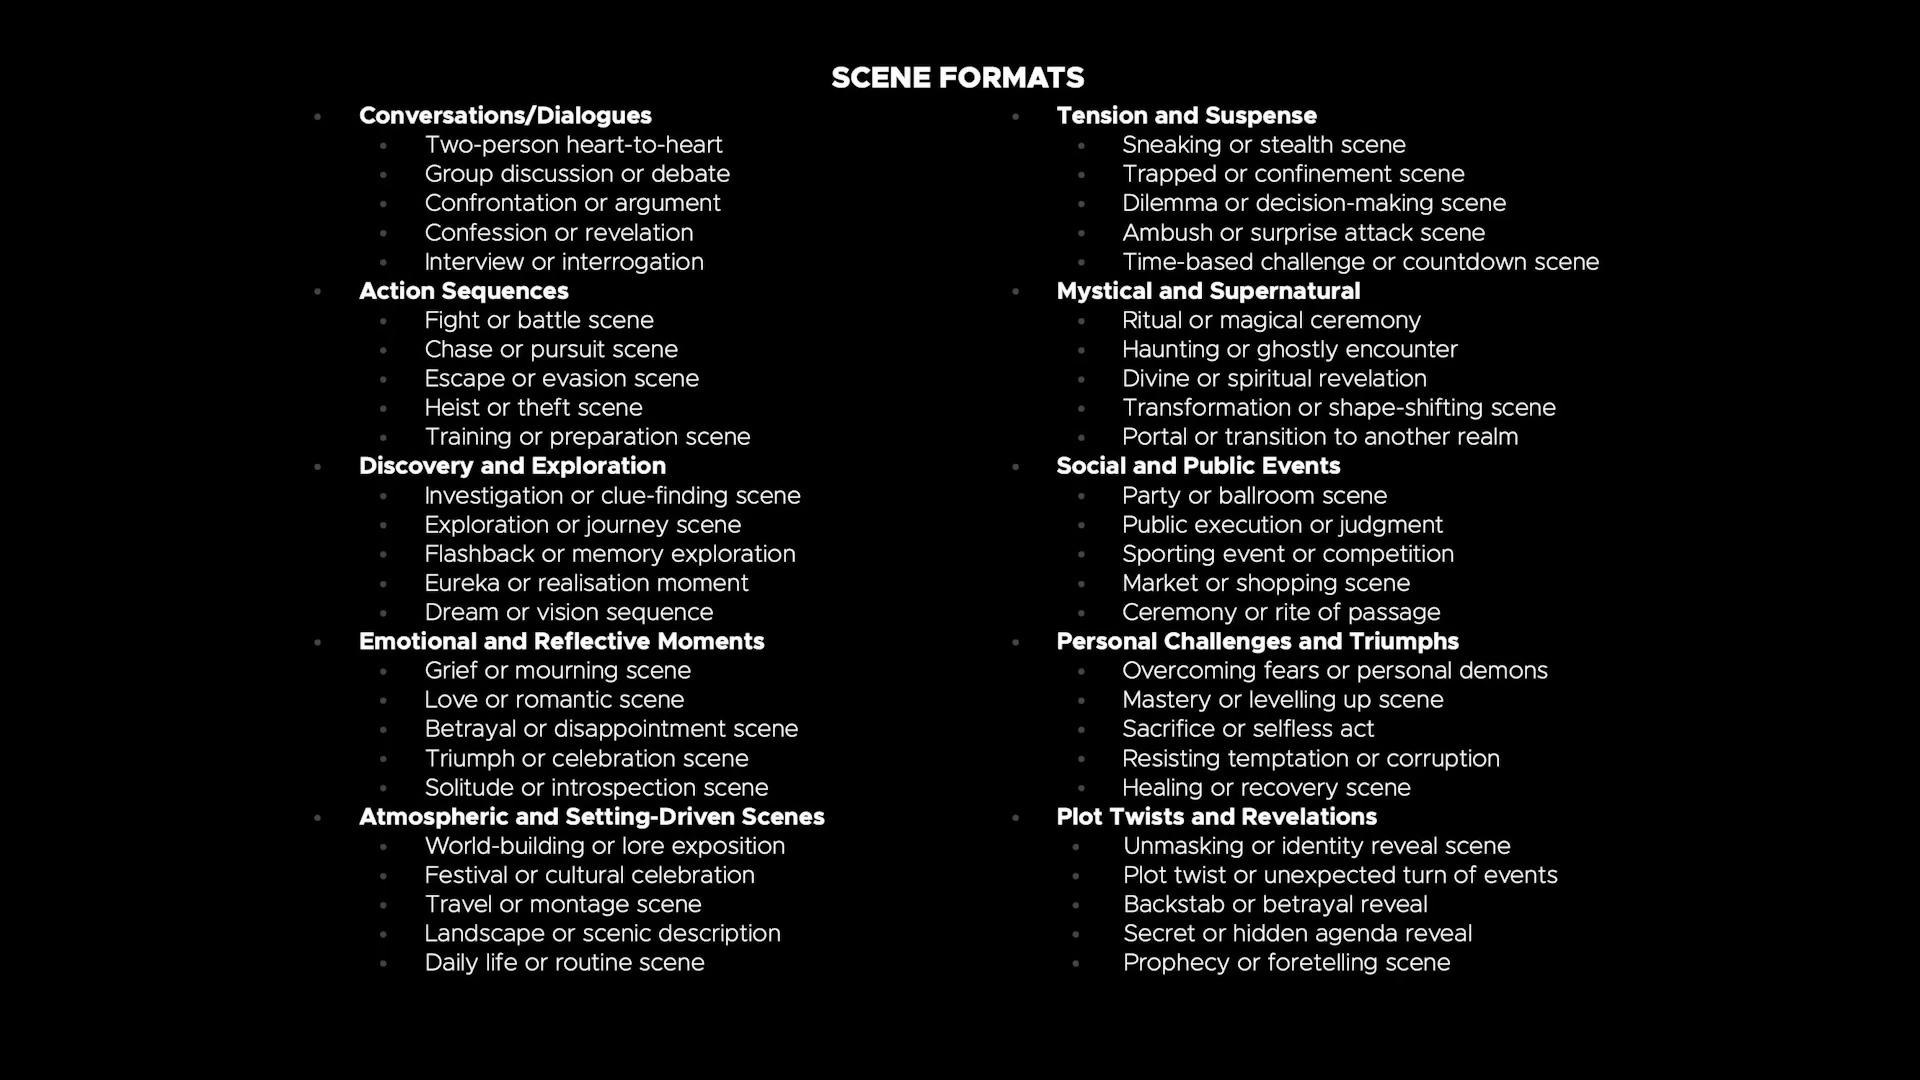 SCENE FORMATS
Conversations/Dialogues
Two-person heart-to-heart
Group discussion or debate
Confrontation or argument
Confession or revelation
Interview or interrogation
Action Sequences
Fight or battle scene
Chase or pursuit scene
Escape or evasion scene
Heist or theft scene
Training or preparation scene
Discovery and Exploration
Investigation or clue-finding scene
Exploration or journey scene
Flashback or memory exploration
Eureka or realisation moment
Dream or vision sequence
Emotional and Reflective Moments
Grief or mourning scene
Love or romantic scene
Betrayal or disappointment scene
Triumph or celebration scene
Solitude or introspection scene
Atmospheric and Setting-Driven Scenes
World-building or lore exposition
Festival or cultural celebration
Travel or montage scene
Landscape or scenic description
Daily life or routine scene
Tension and Suspense
Sneaking or stealth scene
Trapped or confinement scene
Dilemma or decision-making scene
Ambush or surprise attack scene
Time-based challenge or countdown scene
Mystical and Supernatural
Ritual or magical ceremony
Haunting or ghostly encounter
Divine or spiritual revelation
Transformation or shape-shifting scene
Portal or transition to another realm
Social and Public Events
Party or ballroom scene
Public execution or judgment
Sporting event or competition
Market or shopping scene
Ceremony or rite of passage
Personal Challenges and Triumphs
Overcoming fears or personal demons
Mastery or levelling up scene
Sacrifice or selfless act
Resisting temptation or corruption
Healing or recovery scene
Plot Twists and Revelations
Unmasking or identity reveal scene
Plot twist or unexpected turn of events
Backstab or betrayal reveal
Secret or hidden agenda reveal
Prophecy or foretelling scene